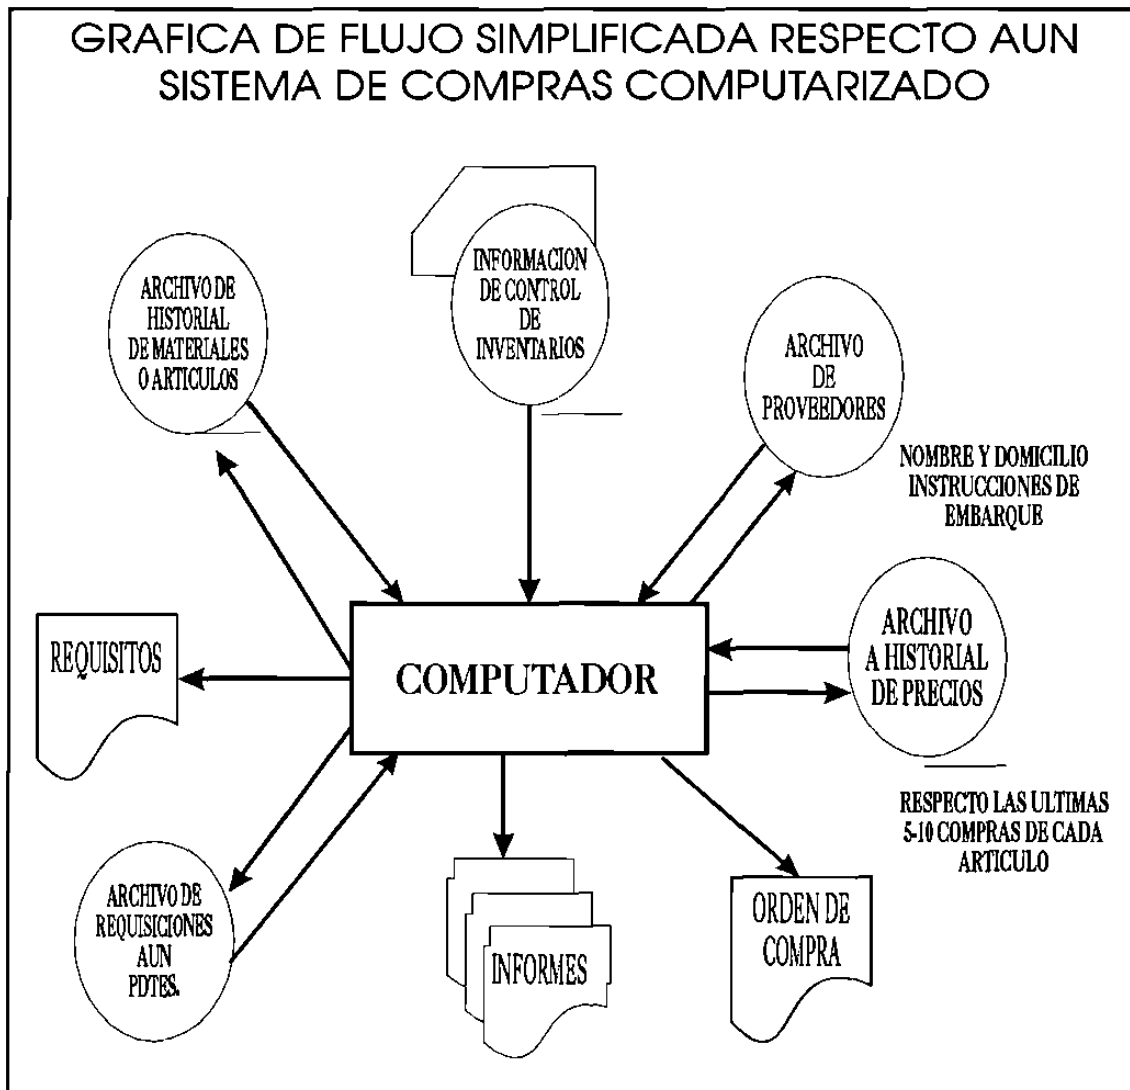 GRAFICA DE FLUJO SIMPLIFICADA RESPECTO AUN
SISTEMA DE COMPRAS COMPUTARIZADO
INFORMACION
DE CONTROL
DE
INVENTARIOS
ARCHIVO DE
HISTORIAL
DE MATERIALES
O ARTICULOS
ARCHIVO
DE
PROVEEDORES
NOMBRE Y DOMICILIO
INSTRUCCIONES DE
EMBARQUE
REQUISITOS
COMPUTADOR
ARCHIVO
A HISTORIAL
DE PRECIOS
RESPECTO LAS ULTIMAS
5-10 COMPRAS DE CADA
ARTICULO
ARCHIVO DE
REQUISICIONES
AUN
PDTES.
INFORMES
ORDEN DE
COMPRA